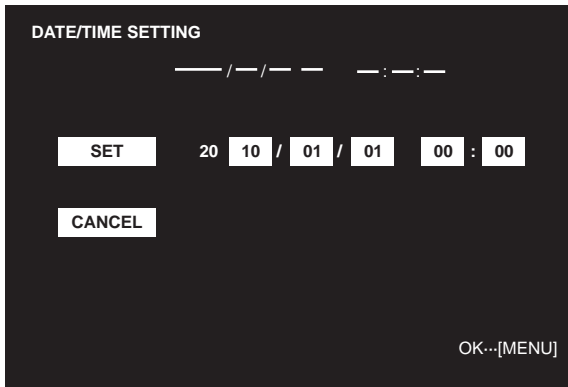 DATE/TIME SETTING
——/—/— — —:—:—
SET 20 10 / 01 / 01 00 : 00
CANCEL
OK···[MENU]